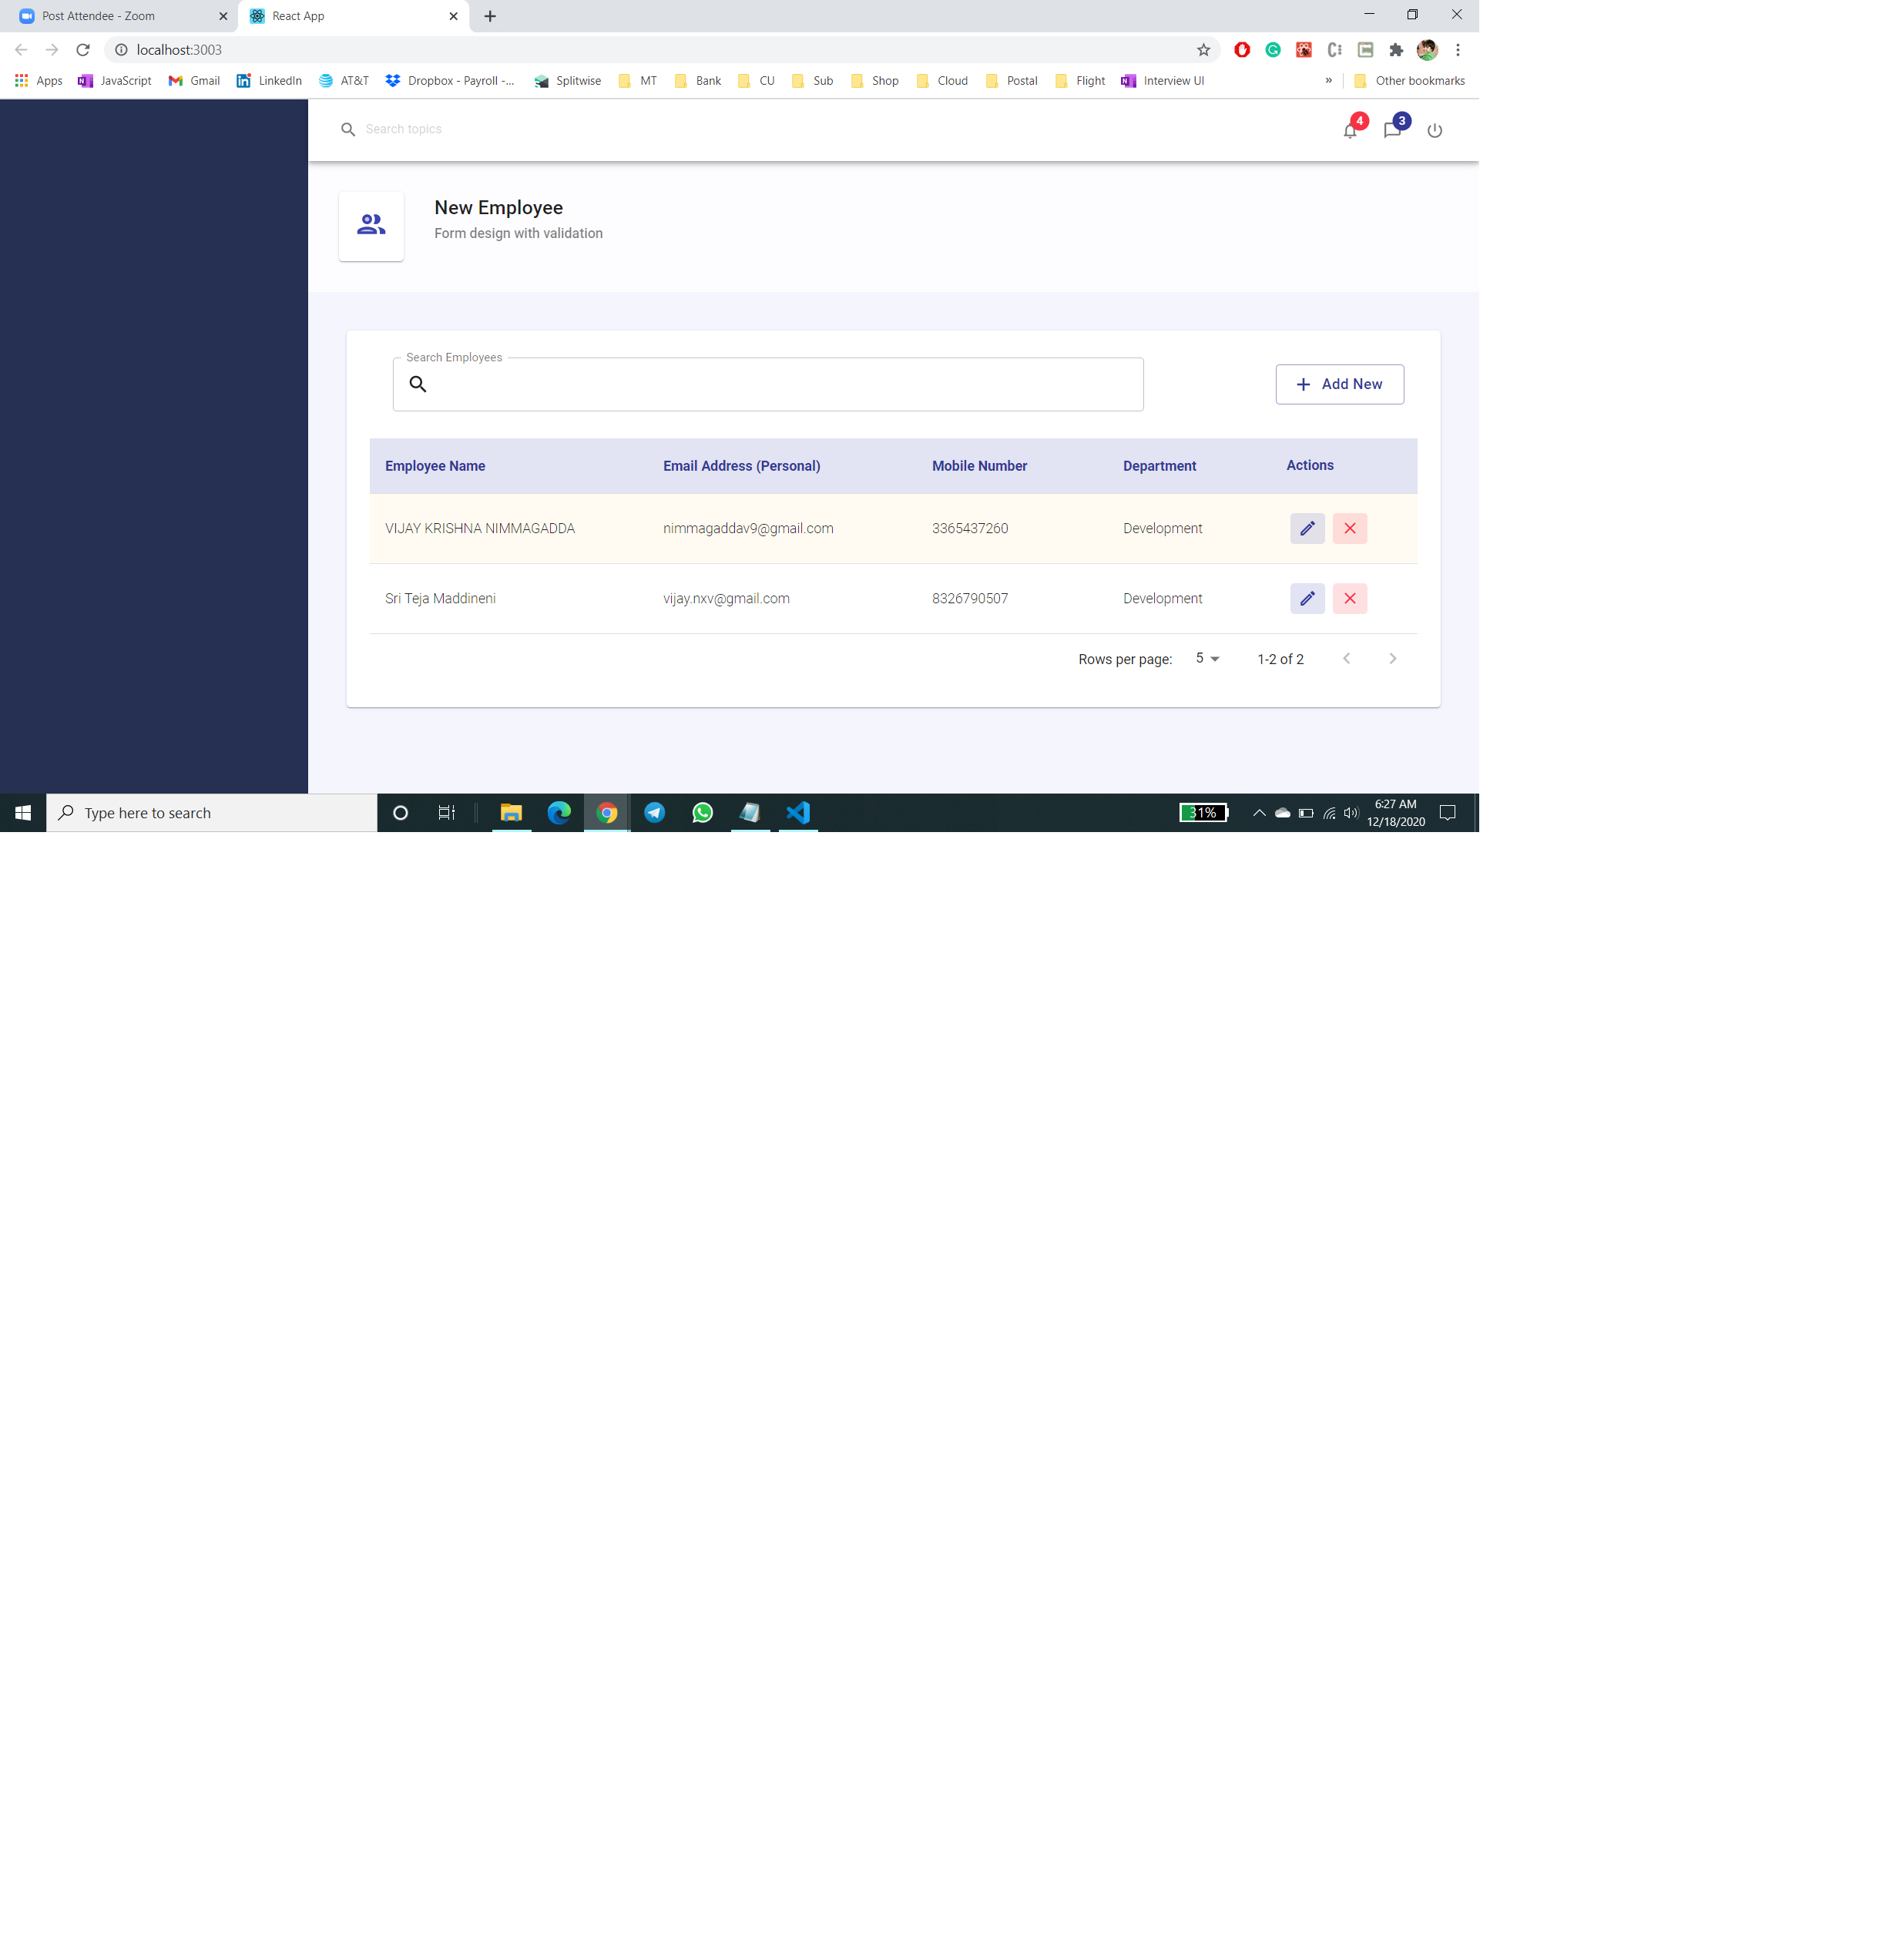 Post Attendee - Zoom
React App
localhost:3003
Apps JavaScript Gmail LinkedIn AT&T Dropbox - Payroll -... Splitwise MT Bank CU Sub Shop Cloud Postal Flight Interview UI » Other bookmarks
Search topics
4 3
New Employee
Form design with validation
Search Employees
Add New
Employee Name Email Address (Personal) Mobile Number Department Actions
VIJAY KRISHNA NIMMAGADDA nimmagaddav9@gmail.com 3365437260 Development
Sri Teja Maddineni vijay.nxv@gmail.com 8326790507 Development
Rows per page: 5 1-2 of 2
Type here to search
31%
6:27 AM
12/18/2020